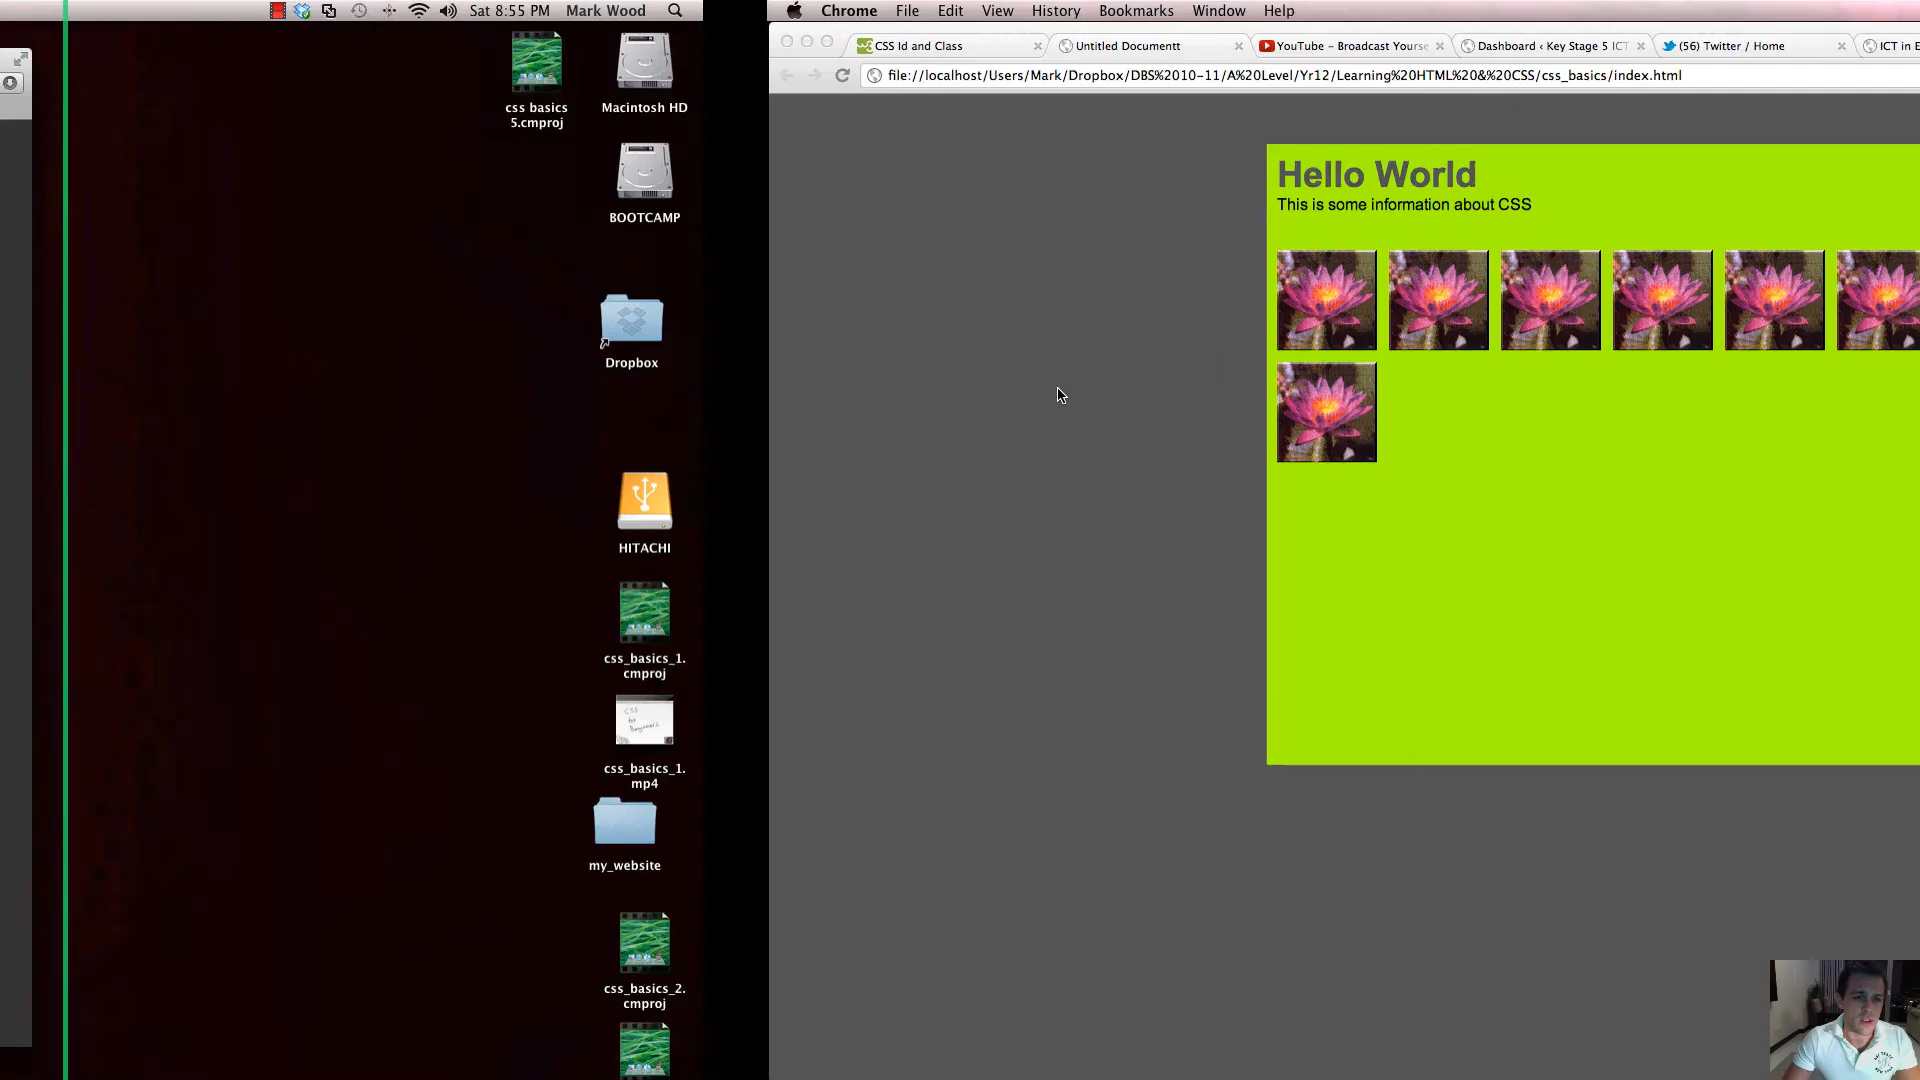 Sat 8:55 PM Mark Wood
css basics
5.cmproj
Macintosh HD
BOOTCAMP
Dropbox
HITACHI
css_basics_1.
cmproj
css_basics_1.
mp4
my_website
css_basics_2.
cmproj
Chrome File Edit View History Bookmarks Window Help
CSS Id and Class
Untitled Documentt
YouTube - Broadcast Yourse
Dashboard ‹ Key Stage 5 ICT
(56) Twitter / Home
ICT in E
file://localhost/Users/Mark/Dropbox/DBS%2010-11/A%20Level/Yr12/Learning%20HTML%20&%20CSS/css_basics/index.html
Hello World
This is some information about CSS